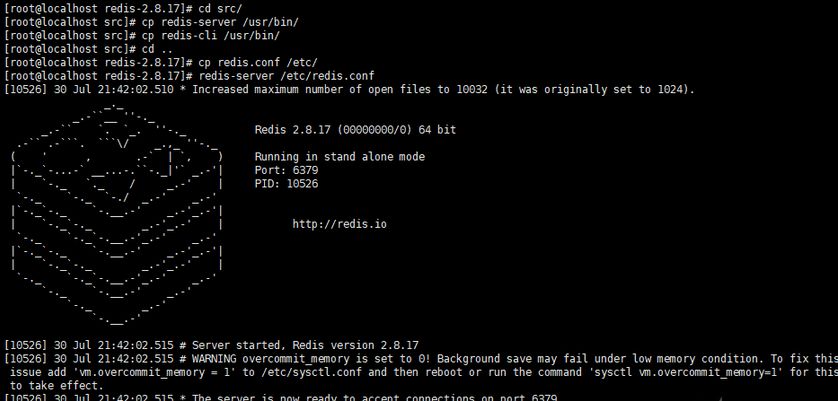 [root@localhost redis-2.8.17]# cd src/
[root@localhost src]# cp redis-server /usr/bin/
[root@localhost src]# cp redis-cli /usr/bin/
[root@localhost src]# cd ..
[root@localhost redis-2.8.17]# cp redis.conf /etc/
[root@localhost redis-2.8.17]# redis-server /etc/redis.conf
[10526] 30 Jul 21:42:02.510 * Increased maximum number of open files to 10032 (it was originally set to 1024).
Redis 2.8.17 (00000000/0) 64 bit
Running in stand alone mode
Port: 6379
PID: 10526
http://redis.io
[10526] 30 Jul 21:42:02.515 # Server started, Redis version 2.8.17
[10526] 30 Jul 21:42:02.515 # WARNING overcommit_memory is set to 0! Background save may fail under low memory condition. To fix this
issue add 'vm.overcommit_memory = 1' to /etc/sysctl.conf and then reboot or run the command 'sysctl vm.overcommit_memory=1' for this
to take effect.
[10526] 30 Jul 21:42:02.515 * The server is now ready to accept connections on port 6379